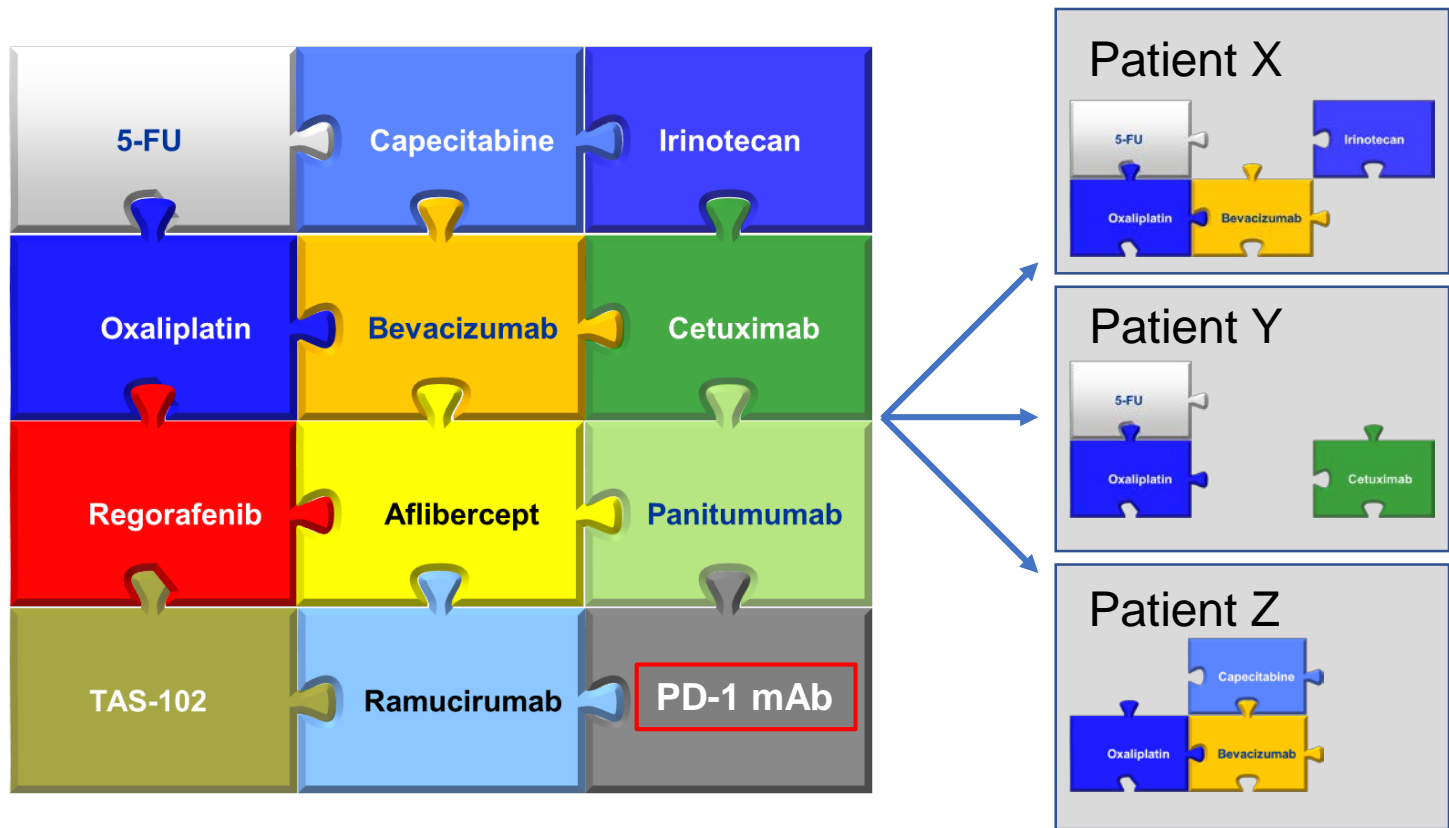 5-FU
Capecitabine
Irinotecan
Oxaliplatin
Bevacizumab
Cetuximab
Regorafenib
Aflibercept
Panitumumab
TAS-102
Ramucirumab
PD-1 mAb
Patient X
5-FU
Irinotecan
Oxaliplatin
Bevacizumab
Patient Y
5-FU
Oxaliplatin
Cetuximab
Patient Z
Capecitabine
Oxaliplatin
Bevacizumab